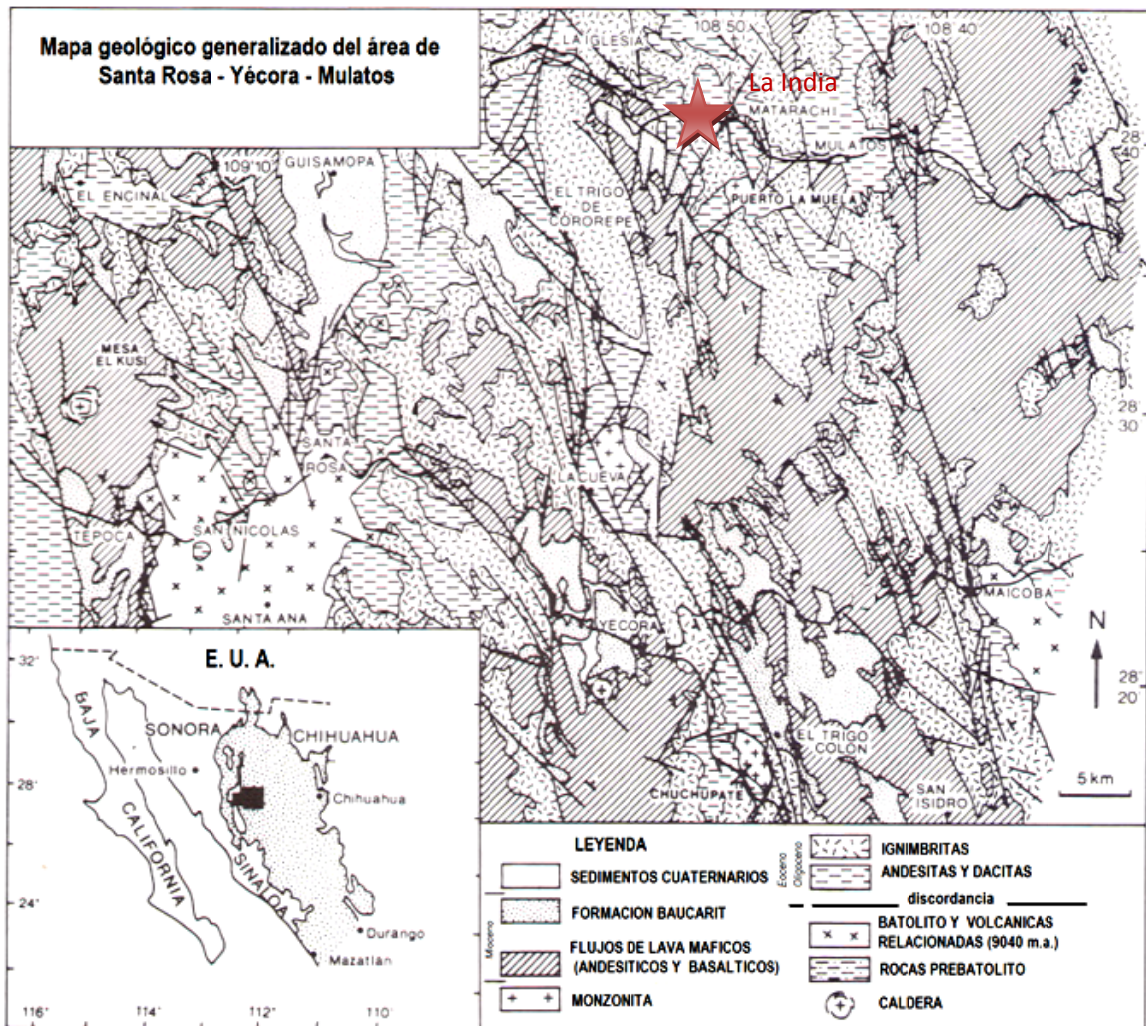 Mapa geológico generalizado del área de
Santa Rosa - Yécora - Mulatos
108 50
108 40
LA IGLESIA
La India
MATARACHI
28
40
MULATOS
GUISAMOPA
109 10
EL ENCINAL
EL TRIGO
DE
COROREPE
PUERTO LA MUELA
MESA
EL KUSI
28
30
SANTA
ROSA
LACUEVA
TEPOCA
SAN NICOLAS
SANTA ANA
MAICOBA
YECORA
N
28°
20
EL TRIGO
COLON
CHUCHUPATE
SAN
ISIDRO
5 km
E. U. A.
32°
28°
24°
116°
114°
112°
110°
BAJA
CALIFORNIA
SONORA
CHIHUAHUA
Hermosillo
Chihuahua
SINALOA
Durango
Mazatlan
LEYENDA
SEDIMENTOS CUATERNARIOS
Mioceno
FORMACION BAUCARIT
FLUJOS DE LAVA MAFICOS
(ANDESITICOS Y BASALTICOS)
MONZONITA
Eoceno
Oligoceno
IGNIMBRITAS
ANDESITAS Y DACITAS
discordancia
BATOLITO Y VOLCANICAS
RELACIONADAS (9040 m.a.)
ROCAS PREBATOLITO
CALDERA